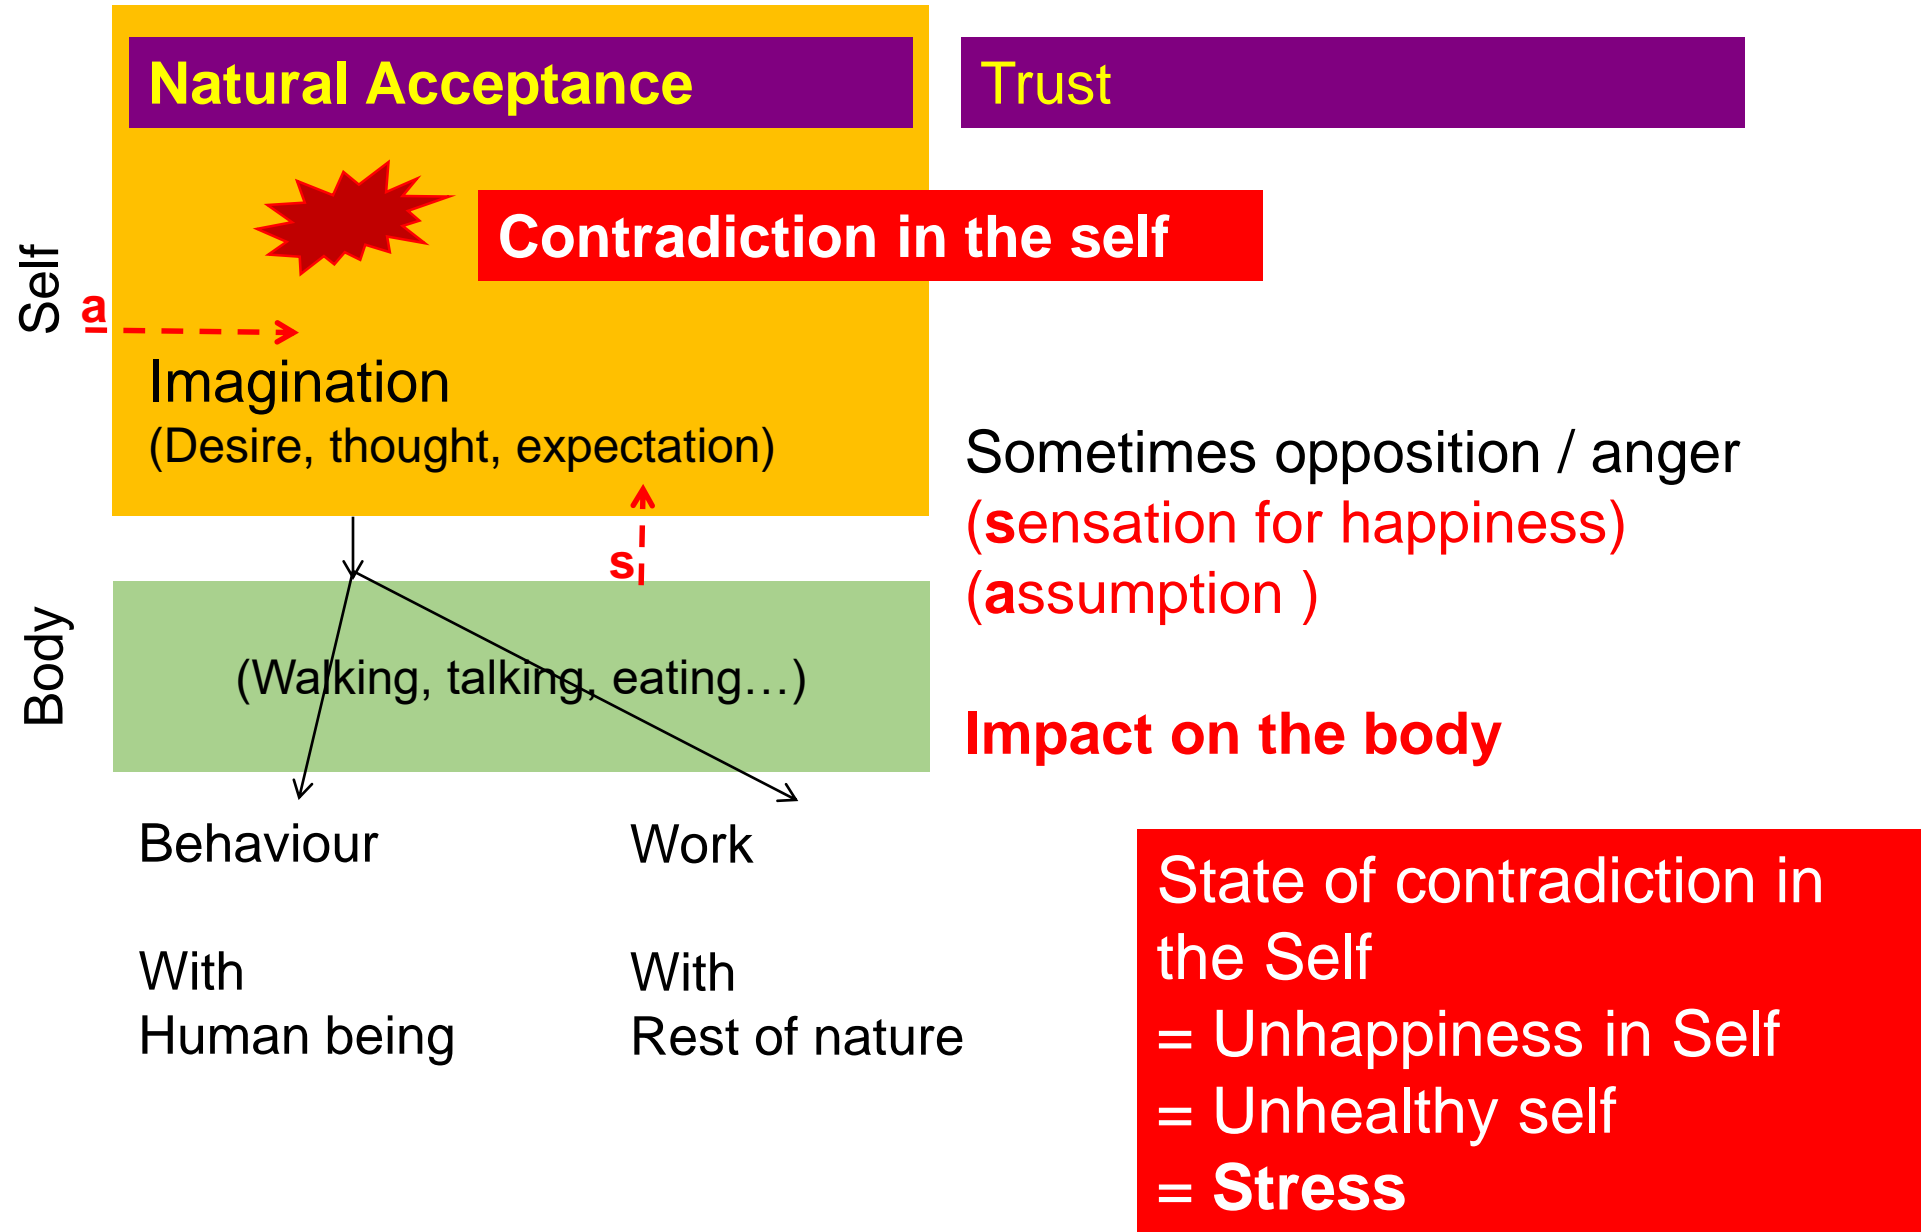 Natural Acceptance
Trust
Contradiction in the self
Self
a
Imagination
(Desire, thought, expectation)
Sometimes opposition / anger
(sensation for happiness)
(assumption )
s
Body
(Walking, talking, eating…)
Impact on the body
Behaviour
Work
With
Human being
With
Rest of nature
State of contradiction in
the Self
= Unhappiness in Self
= Unhealthy self
= Stress